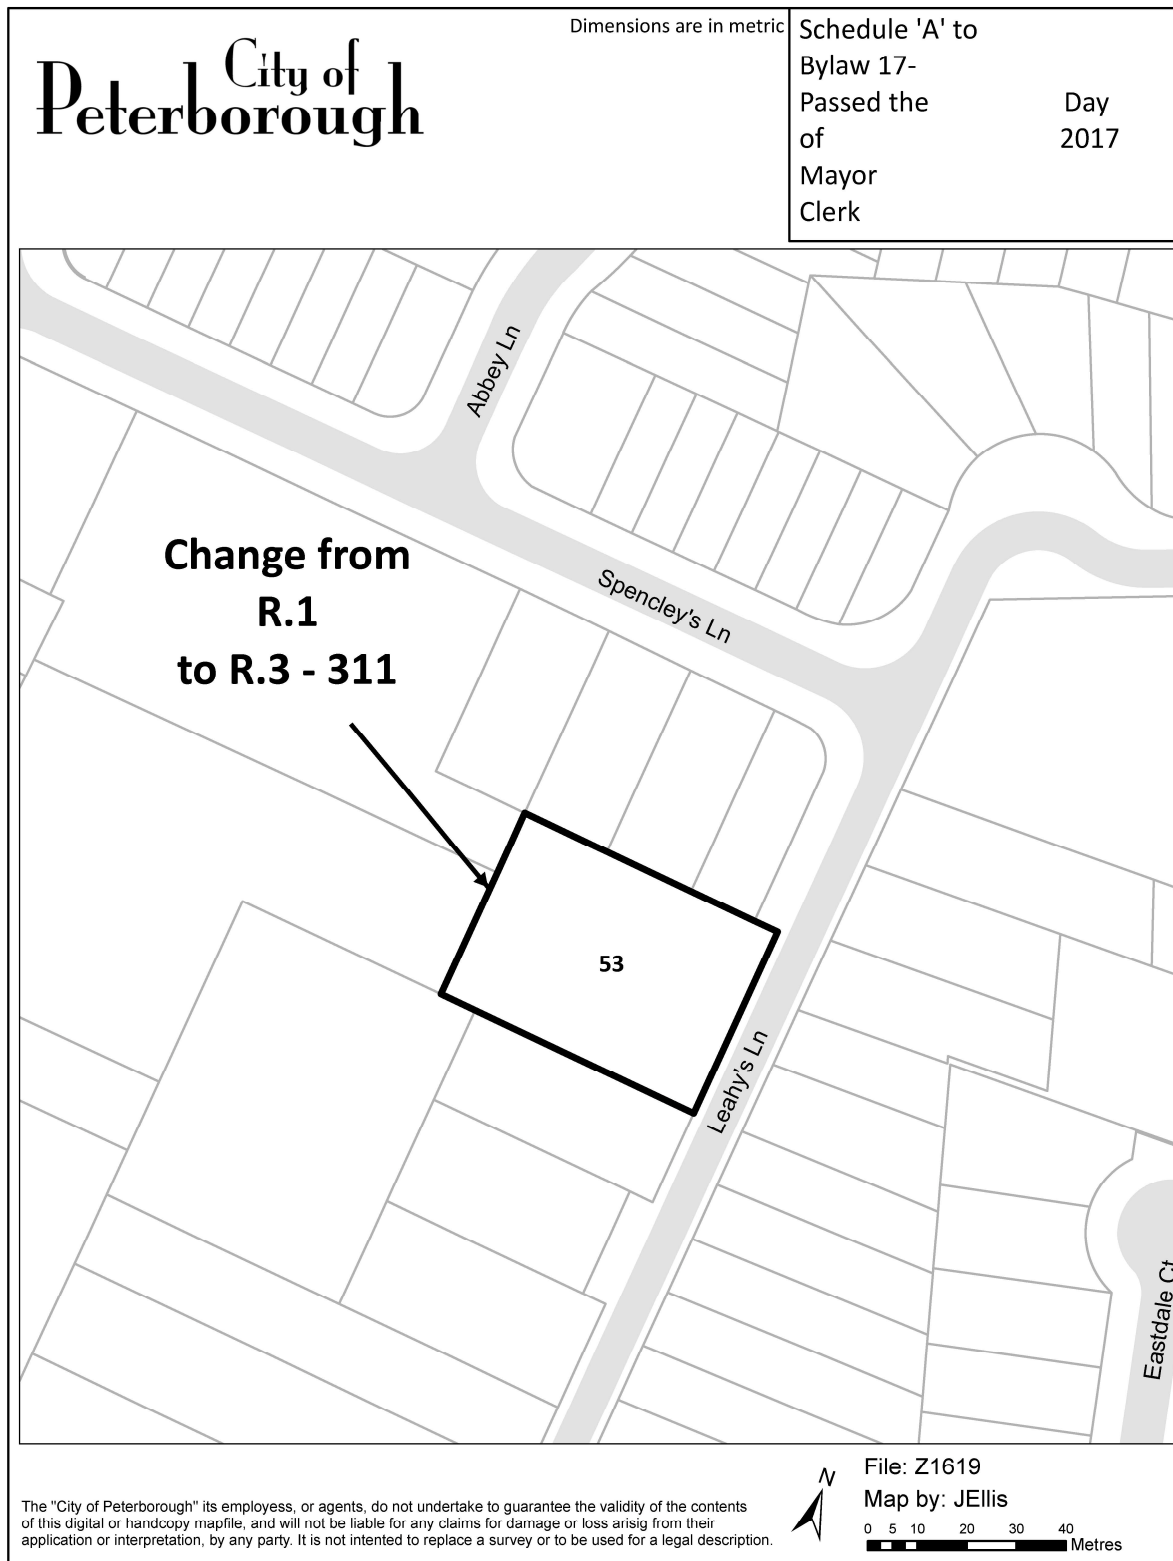 City of
Peterborough
Dimensions are in metric
Schedule 'A' to
Bylaw 17-
Passed the Day
of 2017
Mayor
Clerk
Abbey Ln
Change from
R.1
to R.3 - 311
Spencley's Ln
53
Leahy's Ln
Eastdale Ct
The "City of Peterborough" its employess, or agents, do not undertake to guarantee the validity of the contents
of this digital or handcopy mapfile, and will not be liable for any claims for damage or loss arisig from their
application or interpretation, by any party. It is not intended to replace a survey or to be used for a legal description.
N
File: Z1619
Map by: JEllis
0 5 10 20 30 40
Metres